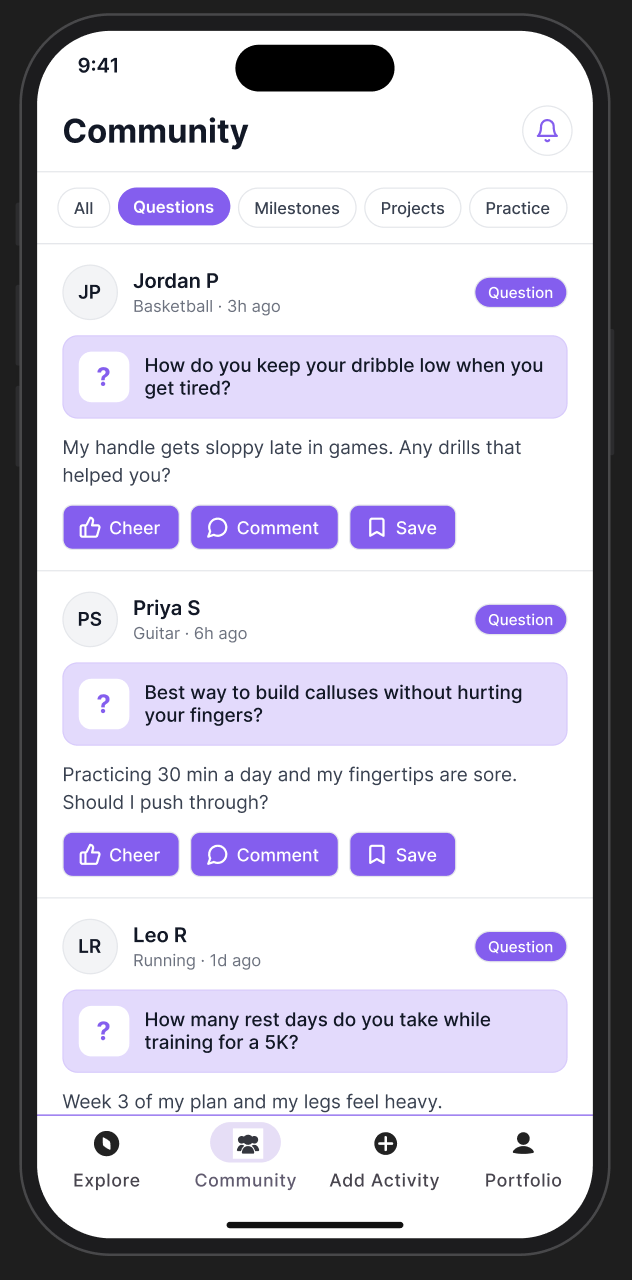 9:41
Community
All Questions Milestones Projects Practice
JP Jordan P Question
Basketball · 3h ago
? How do you keep your dribble low when you
get tired?
My handle gets sloppy late in games. Any drills that
helped you?
Cheer Comment Save
PS Priya S Question
Guitar · 6h ago
? Best way to build calluses without hurting
your fingers?
Practicing 30 min a day and my fingertips are sore.
Should I push through?
Cheer Comment Save
LR Leo R Question
Running · 1d ago
? How many rest days do you take while
training for a 5K?
Week 3 of my plan and my legs feel heavy.
Explore Community Add Activity Portfolio